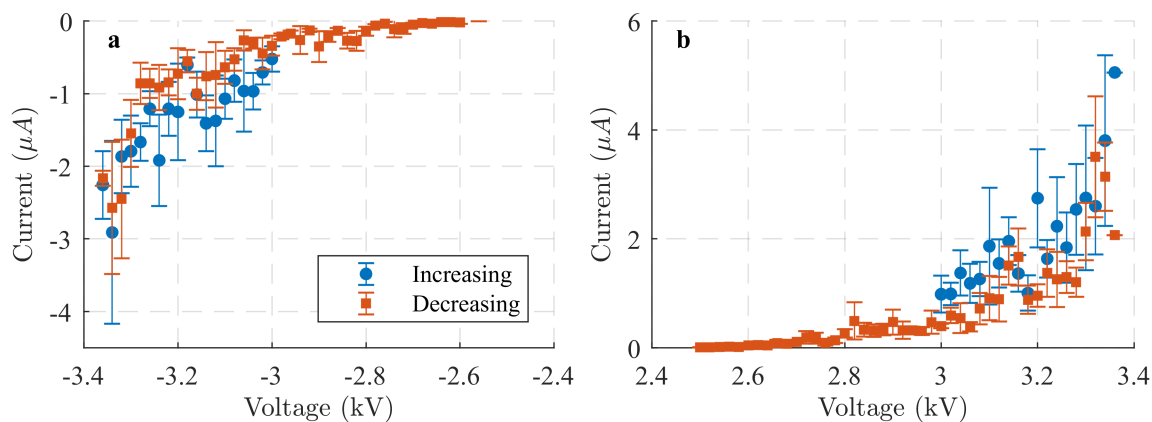 a
0
-1
-2
-3
-4
Current (μA)
-3.4 -3.2 -3 -2.8 -2.6 -2.4
Voltage (kV)
Increasing
Decreasing
b
6
4
2
0
Current (μA)
2.4 2.6 2.8 3 3.2 3.4
Voltage (kV)